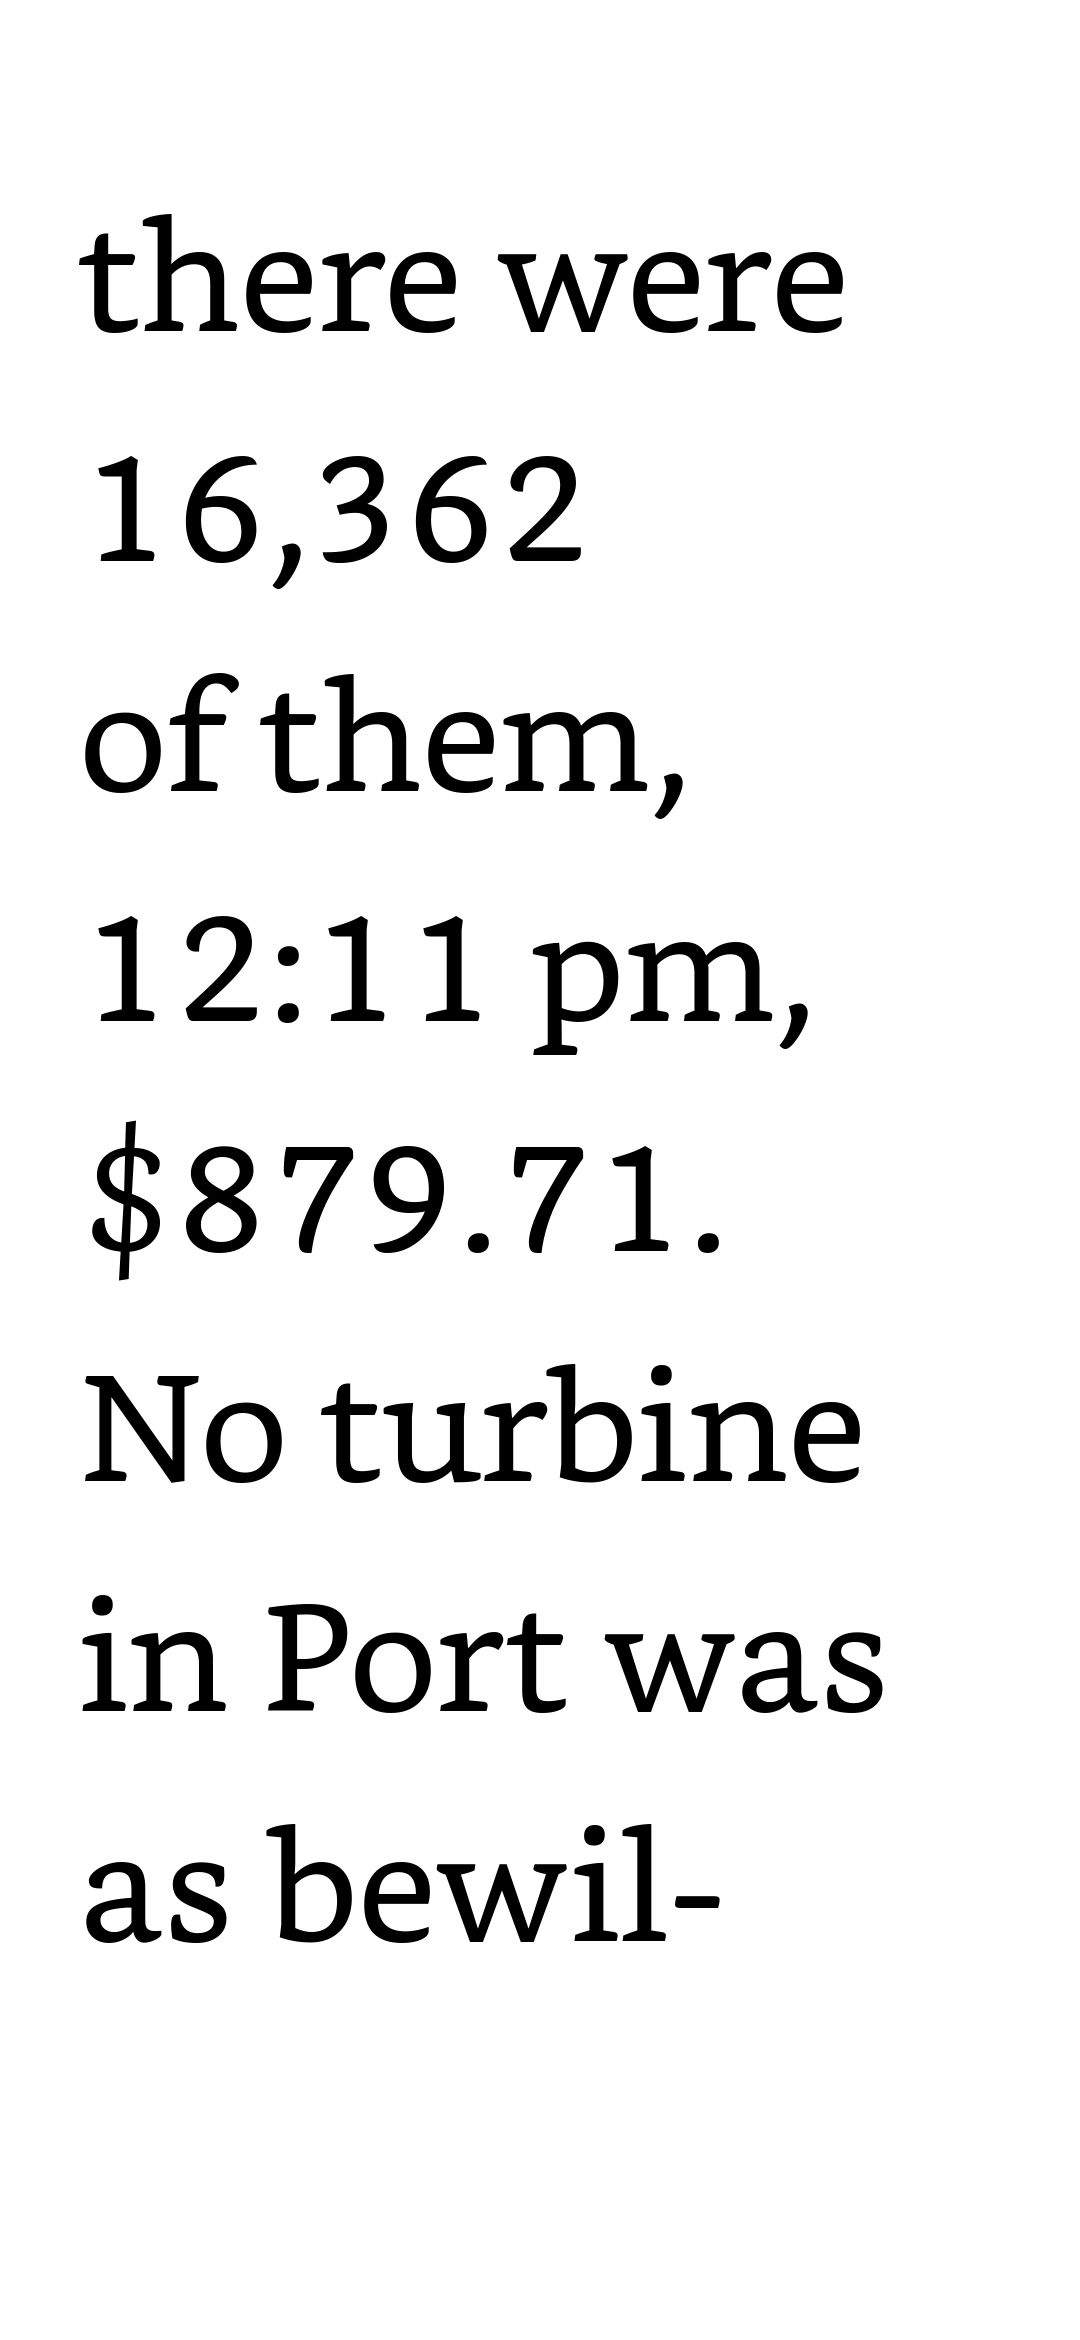 there were
16,362
of them,
12:11 pm,
$879.71.
No turbine
in Port was
as bewil-